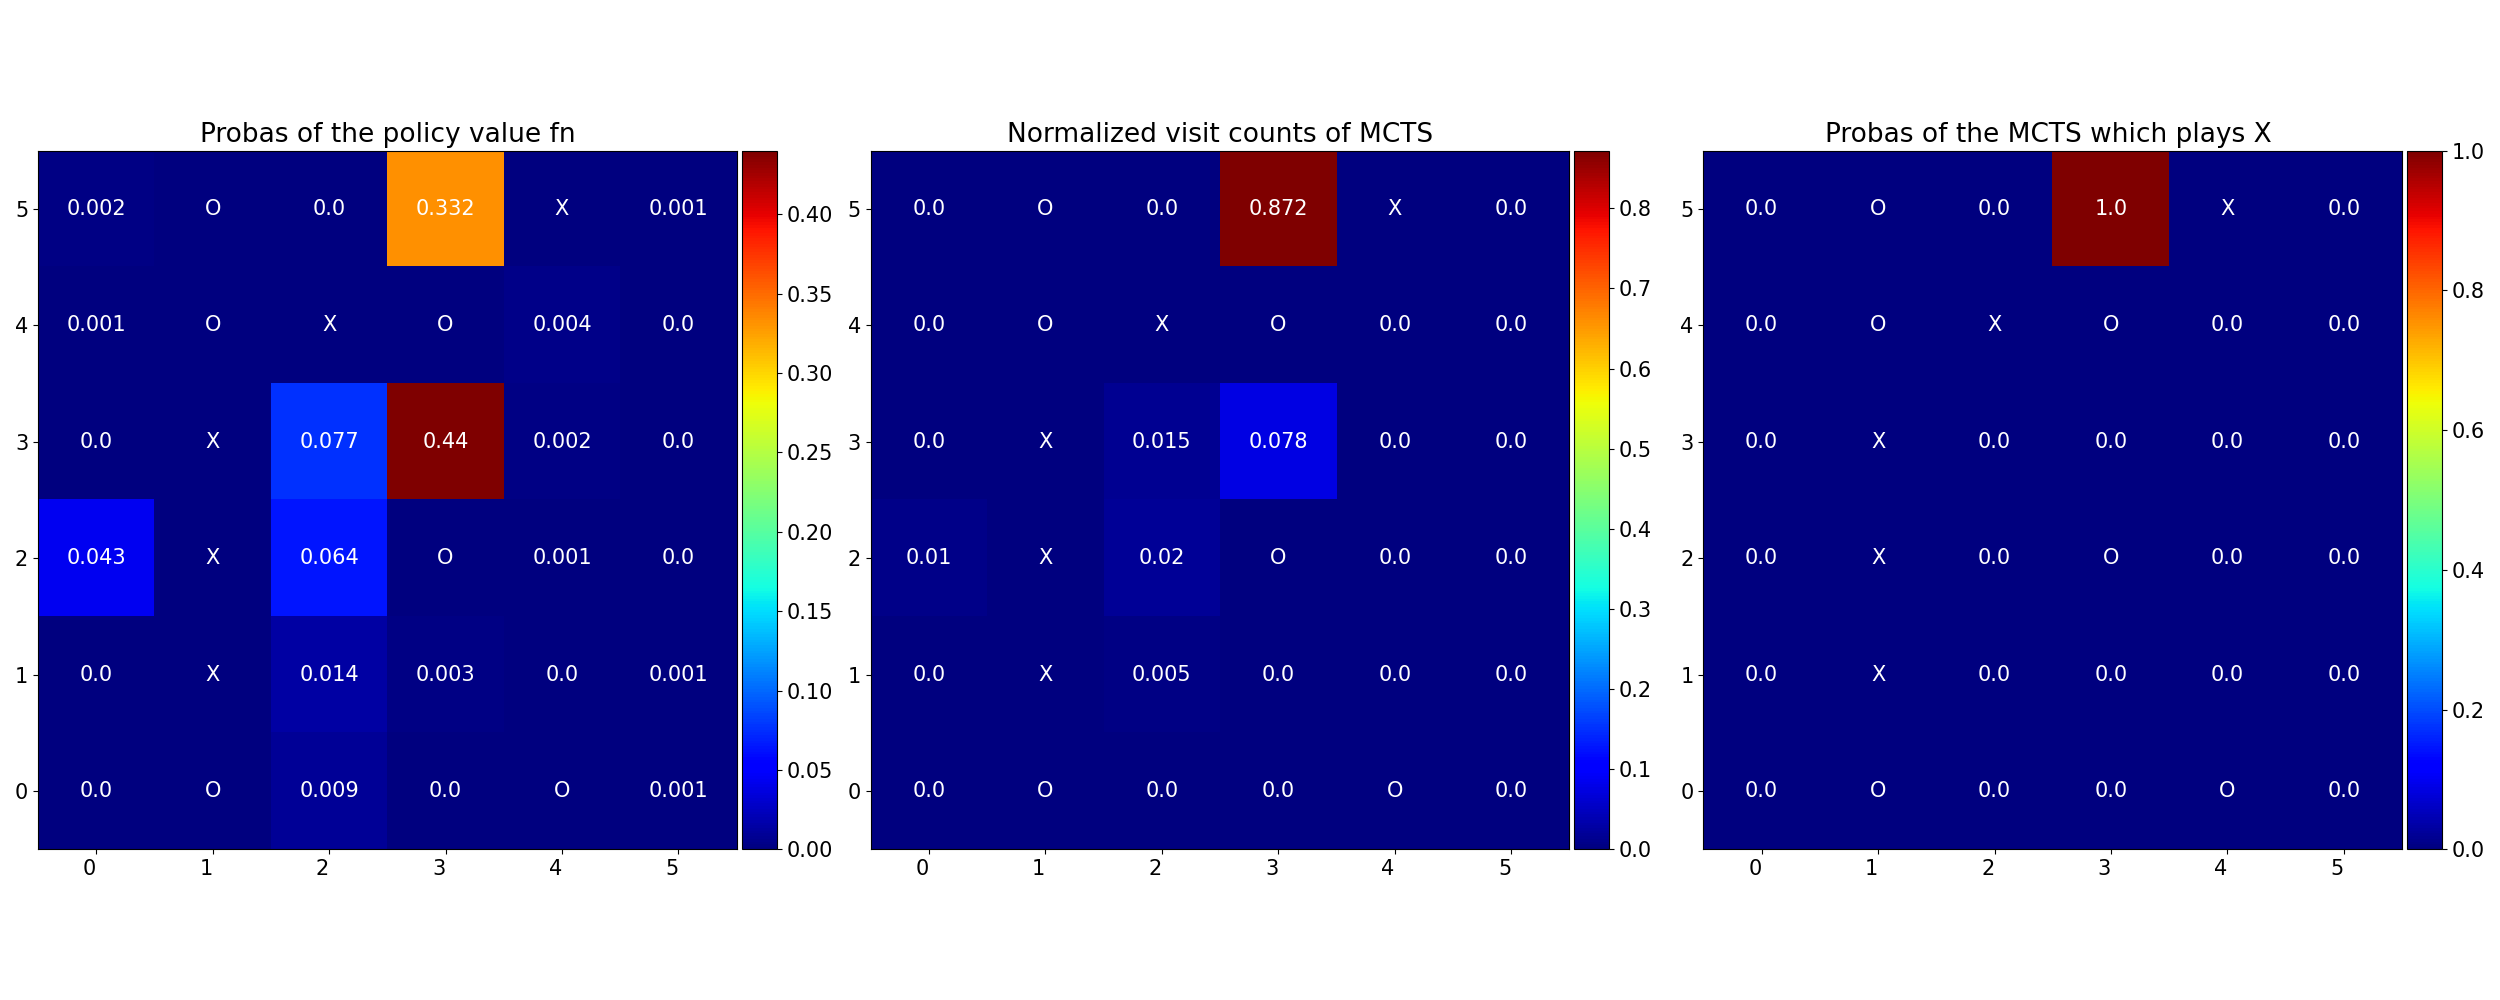 Probas of the policy value fn
5 0.002 O 0.0 0.332 X 0.001
4 0.001 O X O 0.004 0.0
3 0.0 X 0.077 0.44 0.002 0.0
2 0.043 X 0.064 O 0.001 0.0
1 0.0 X 0.014 0.003 0.0 0.001
0 0.0 O 0.009 0.0 O 0.001
0 1 2 3 4 5
0.40
0.35
0.30
0.25
0.20
0.15
0.10
0.05
0.00
Normalized visit counts of MCTS
5 0.0 O 0.0 0.872 X 0.0
4 0.0 O X O 0.0 0.0
3 0.0 X 0.015 0.078 0.0 0.0
2 0.01 X 0.02 O 0.0 0.0
1 0.0 X 0.005 0.0 0.0 0.0
0 0.0 O 0.0 0.0 O 0.0
0 1 2 3 4 5
0.8
0.7
0.6
0.5
0.4
0.3
0.2
0.1
0.0
Probas of the MCTS which plays X
5 0.0 O 0.0 1.0 X 0.0
4 0.0 O X O 0.0 0.0
3 0.0 X 0.0 0.0 0.0 0.0
2 0.0 X 0.0 O 0.0 0.0
1 0.0 X 0.0 0.0 0.0 0.0
0 0.0 O 0.0 0.0 O 0.0
0 1 2 3 4 5
1.0
0.8
0.6
0.4
0.2
0.0